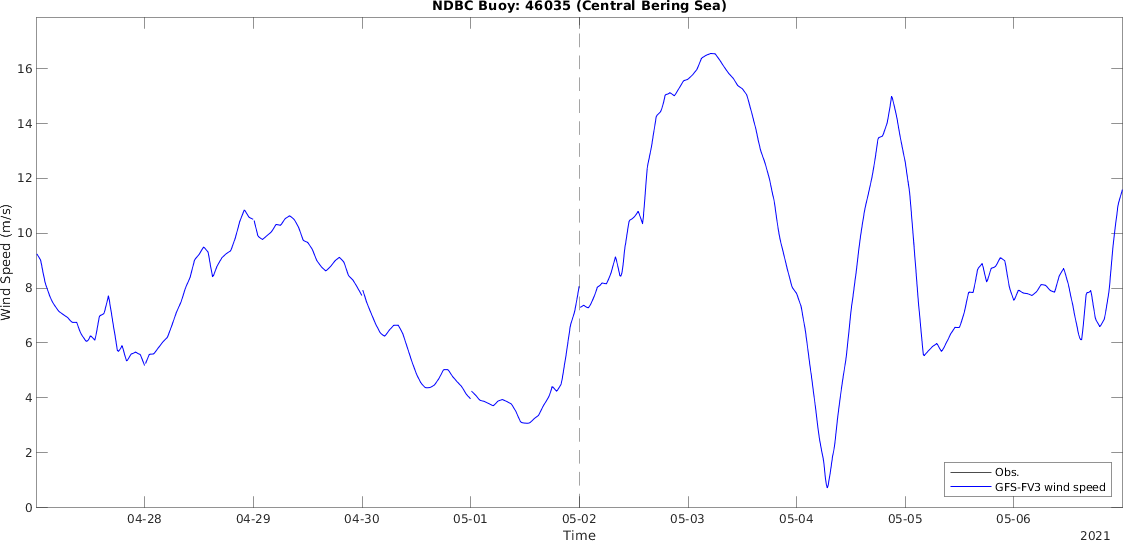 NDBC Buoy: 46035 (Central Bering Sea)
Wind Speed (m/s)
16
14
12
10
8
6
4
2
0
Obs.
GFS-FV3 wind speed
04-28 04-29 04-30 05-01 05-02 05-03 05-04 05-05 05-06
Time
2021